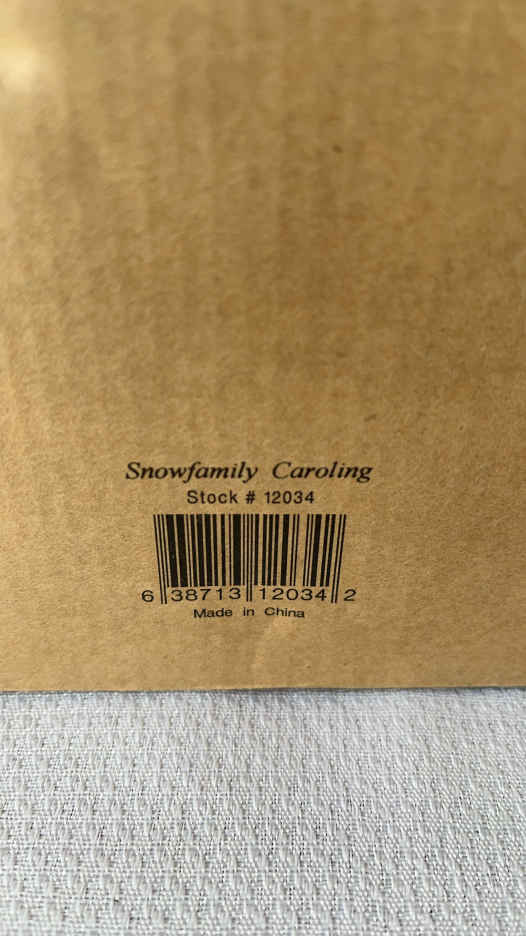 Snowfamily Caroling
Stock # 12034
6 38713 12034 2
Made in China